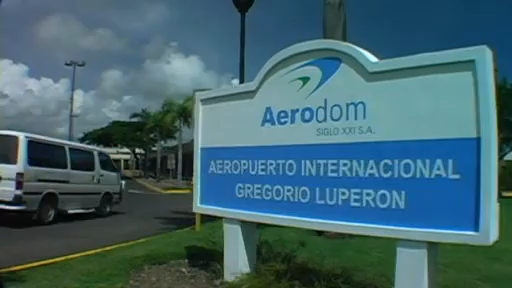 Aerodom
SIGLO XXI S.A.
AEROPUERTO INTERNACIONAL
GREGORIO LUPERON